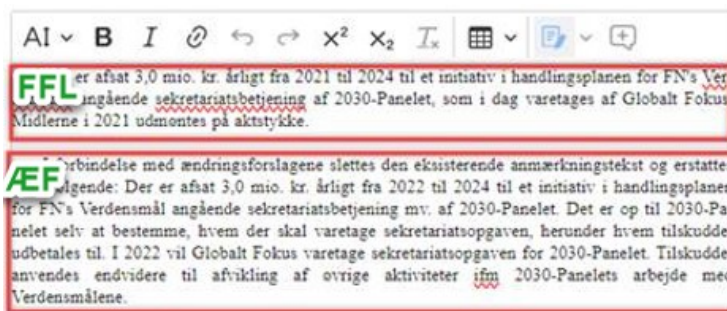 AI B I X² X₂ Tx
FFL er afsat 3,0 mio. kr. årligt fra 2021 til 2024 til et initiativ i handlingsplanen for FN's Ver
angående sekretariatsbetjening af 2030-Panelet, som i dag varetages af Globalt Fokus
Midlerne i 2021 udmøntes på aktstykke.
forbindelse med ændringsforslagene slettes den eksisterende anmærkningstekst og erstatte
ÆF følgende: Der er afsat 3,0 mio. kr. årligt fra 2022 til 2024 til et initiativ i handlingsplane
for FN's Verdensmål angående sekretariatsbetjening mv. af 2030-Panelet. Det er op til 2030-Pa
nelet selv at bestemme, hvem der skal varetage sekretariatsopgaven, herunder hvem tilskudde
udbetales til. I 2022 vil Globalt Fokus varetage sekretariatsopgaven for 2030-Panelet. Tilskudde
anvendes endvidere til afvikling af øvrige aktiviteter ifm 2030-Panelets arbejde med
Verdensmålene.